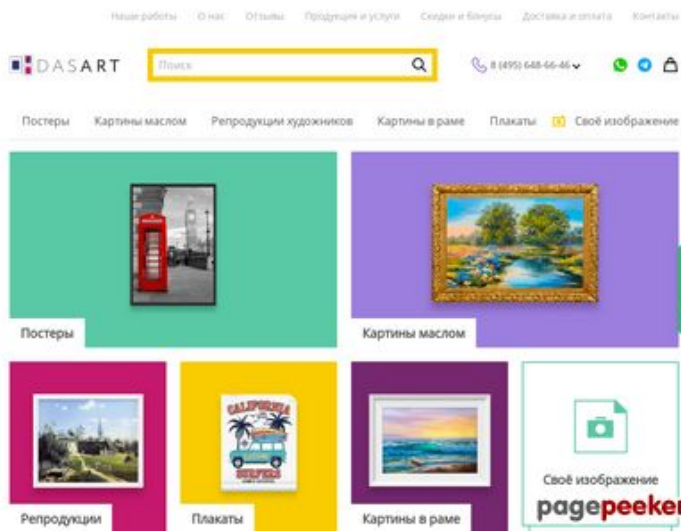 Наши работы О нас Отзывы Продукция и услуги Скидки и бонусы Доставка и оплата Контакты
DASART Поиск 8 (495) 648-66-46
Постеры Картины маслом Репродукции художников Картины в раме Плакаты Своё изображение
Постеры Картины маслом
CALIFORNIA
SURFERS
Своё изображение
Репродукции Плакаты Картины в раме
pagepeeker